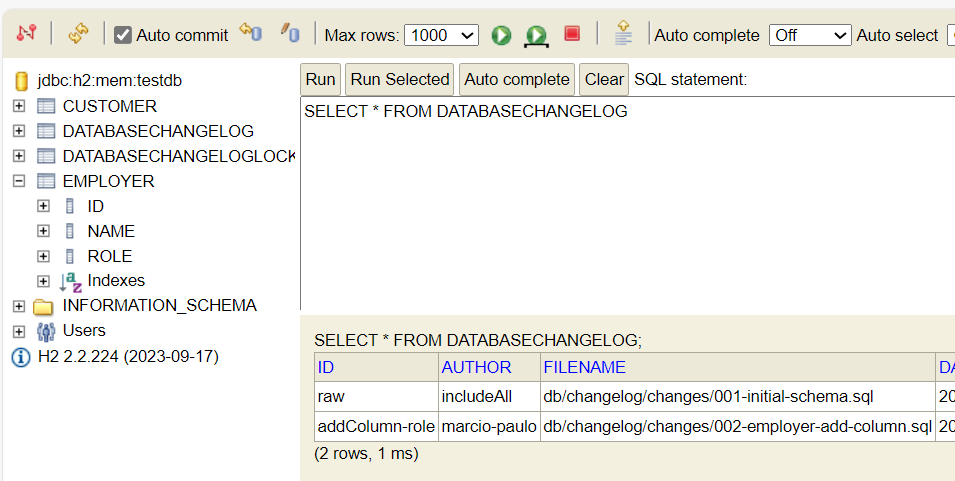 Auto commit Max rows: 1000 Auto complete Off Auto select
jdbc:h2:mem:testdb
CUSTOMER
DATABASECHANGELOG
DATABASECHANGELOGLOCK
EMPLOYER
ID
NAME
ROLE
Indexes
INFORMATION_SCHEMA
Users
H2 2.2.224 (2023-09-17)
Run Run Selected Auto complete Clear SQL statement:
SELECT * FROM DATABASECHANGELOG
SELECT * FROM DATABASECHANGELOG;
ID AUTHOR FILENAME DA
raw includeAll db/changelog/changes/001-initial-schema.sql 20
addColumn-role marcio-paulo db/changelog/changes/002-employer-add-column.sql 20
(2 rows, 1 ms)